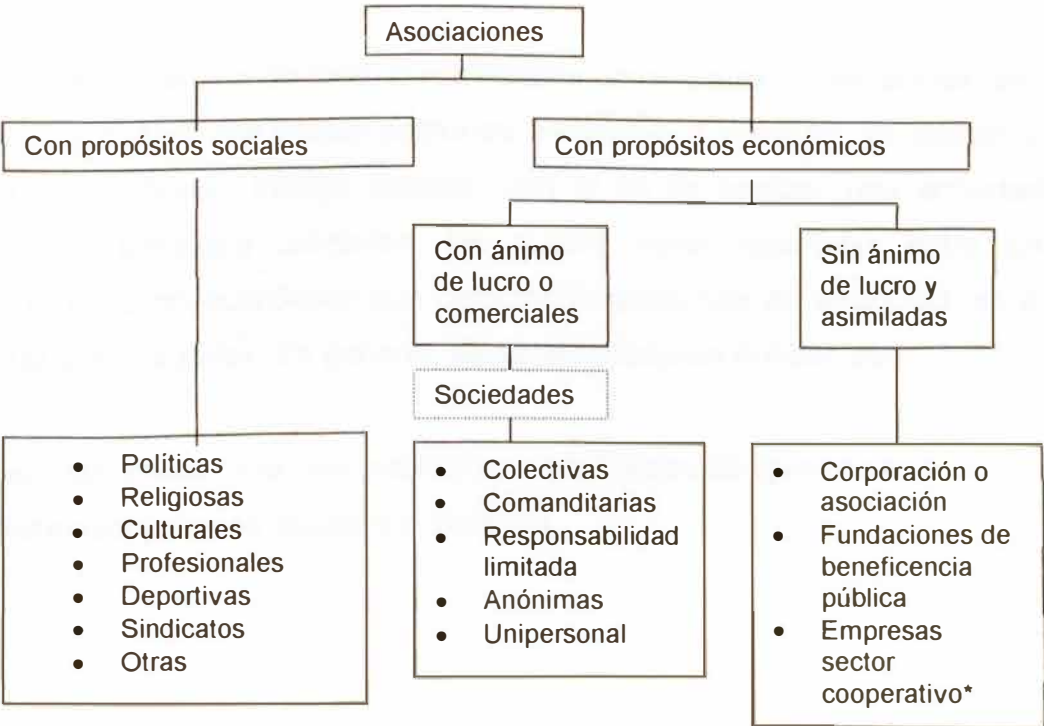 Asociaciones
Con propósitos sociales
Con propósitos económicos
Con ánimo
de lucro o
comerciales
Sin ánimo
de lucro y
asimiladas
Sociedades
• Políticas
• Religiosas
• Culturales
• Profesionales
• Deportivas
• Sindicatos
• Otras
• Colectivas
• Comanditarias
• Responsabilidad
limitada
• Anónimas
• Unipersonal
• Corporación o
asociación
• Fundaciones de
beneficencia
pública
• Empresas
sector
cooperativo*